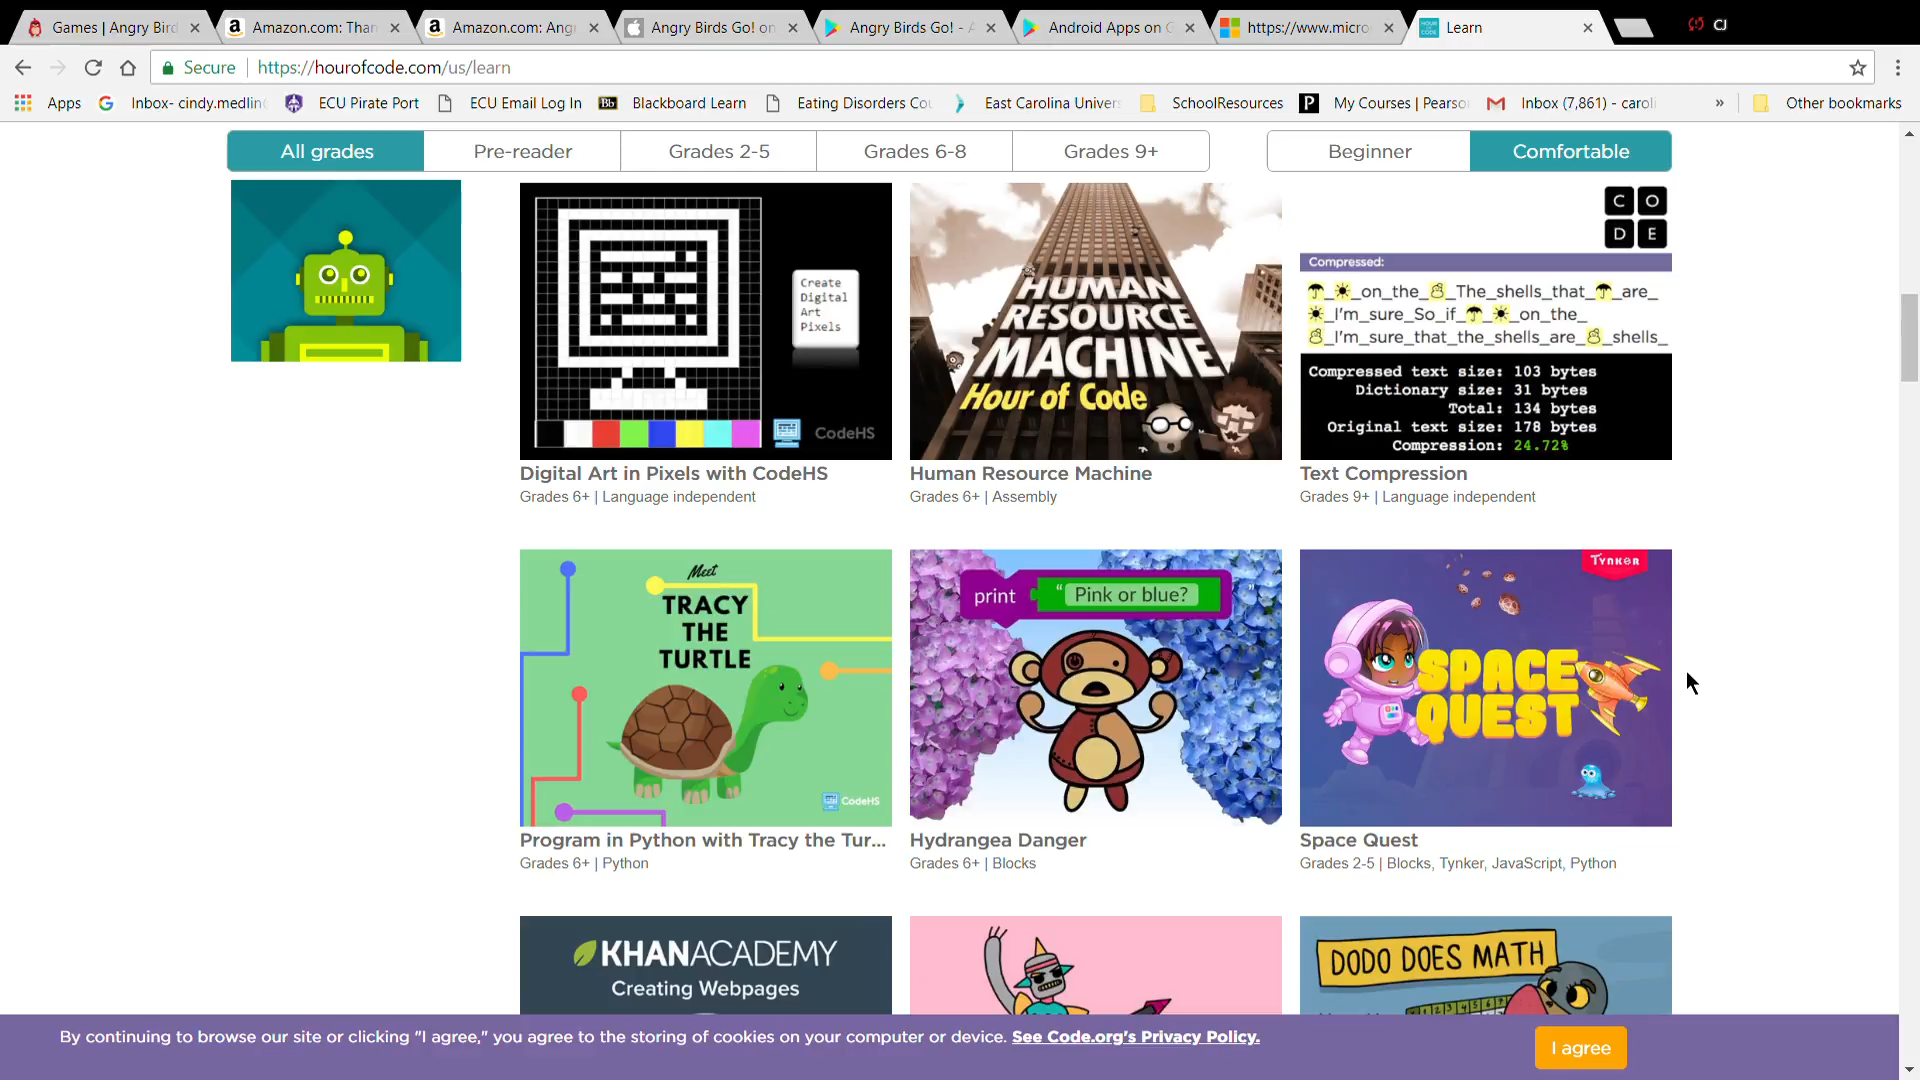 Games | Angry Bird
Amazon.com: Than
Amazon.com: Ang
Angry Birds Go! on
Angry Birds Go! - A
Android Apps on G
https://www.micro
Learn
CJ
Secure
https://hourofcode.com/us/learn
Apps
Inbox- cindy.medlin
ECU Pirate Port
ECU Email Log In
Bb
Blackboard Learn
Eating Disorders Co
East Carolina Univers
SchoolResources
P
My Courses | Pearso
Inbox (7,861) - caroli
»
Other bookmarks
All grades
Pre-reader
Grades 2-5
Grades 6-8
Grades 9+
Beginner
Comfortable
Create
Digital
Art
Pixels
CodeHS
HUMAN
RESOURCE
MACHINE
Hour of Code
C O
D E
Compressed:
_ _on_the_ _The_shells_that_ _are_
_I'm_sure_So_if_ _ _on_the_
_I'm_sure_that_the_shells_are_ _shells_
Compressed text size: 103 bytes
Dictionary size: 31 bytes
Total: 134 bytes
Original text size: 178 bytes
Compression: 24.72%
Digital Art in Pixels with CodeHS
Grades 6+ | Language independent
Human Resource Machine
Grades 6+ | Assembly
Text Compression
Grades 9+ | Language independent
Meet
TRACY
THE
TURTLE
CodeHS
print " Pink or blue? "
TYNKER
SPACE
QUEST
Program in Python with Tracy the Tur...
Grades 6+ | Python
Hydrangea Danger
Grades 6+ | Blocks
Space Quest
Grades 2-5 | Blocks, Tynker, JavaScript, Python
KHANACADEMY
Creating Webpages
DODO DOES MATH
By continuing to browse our site or clicking "I agree," you agree to the storing of cookies on your computer or device. See Code.org's Privacy Policy.
I agree